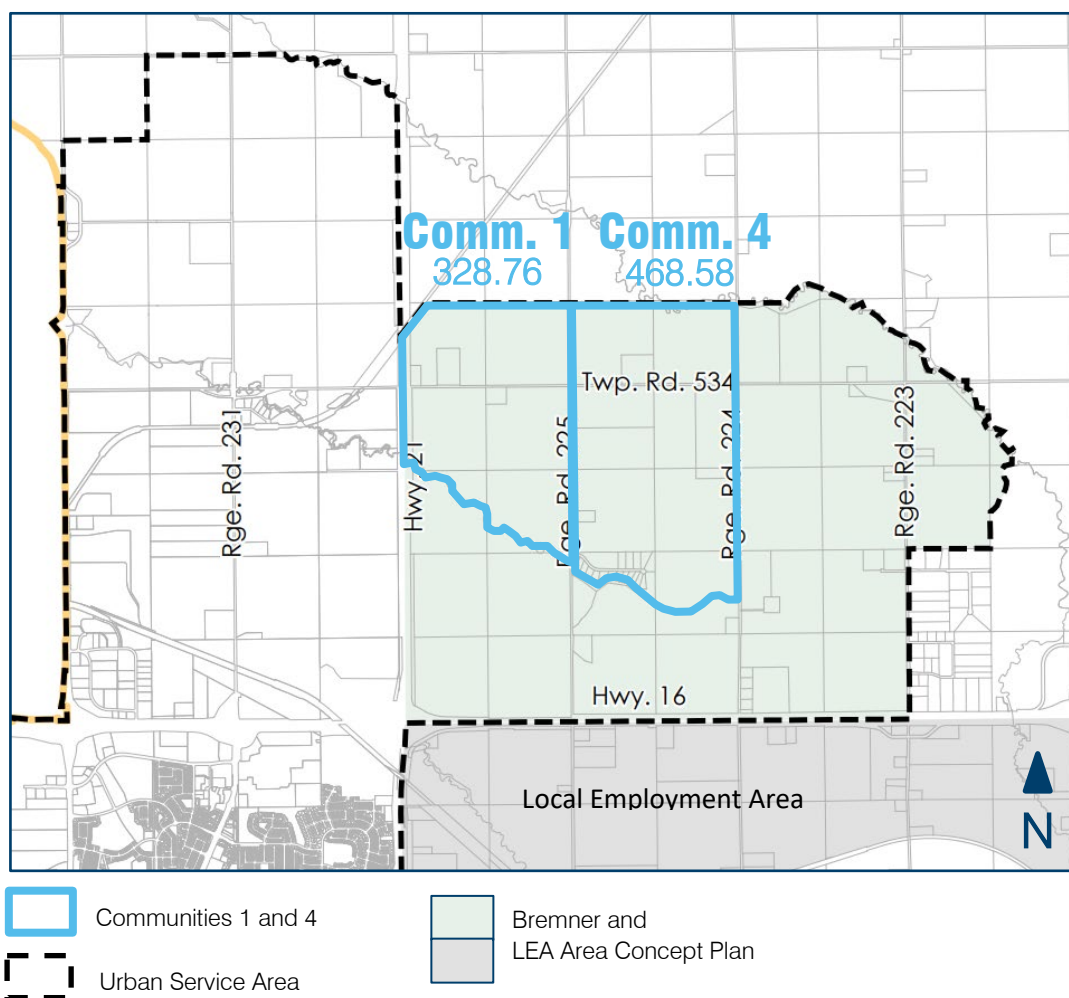 Comm. 1
328.76
Comm. 4
468.58
Twp. Rd. 534
Rge. Rd. 231
Hwy. 21
Rge. Rd. 225
Rge. Rd. 224
Rge. Rd. 223
Hwy. 16
Local Employment Area
N
Communities 1 and 4
Urban Service Area
Bremner and
LEA Area Concept Plan